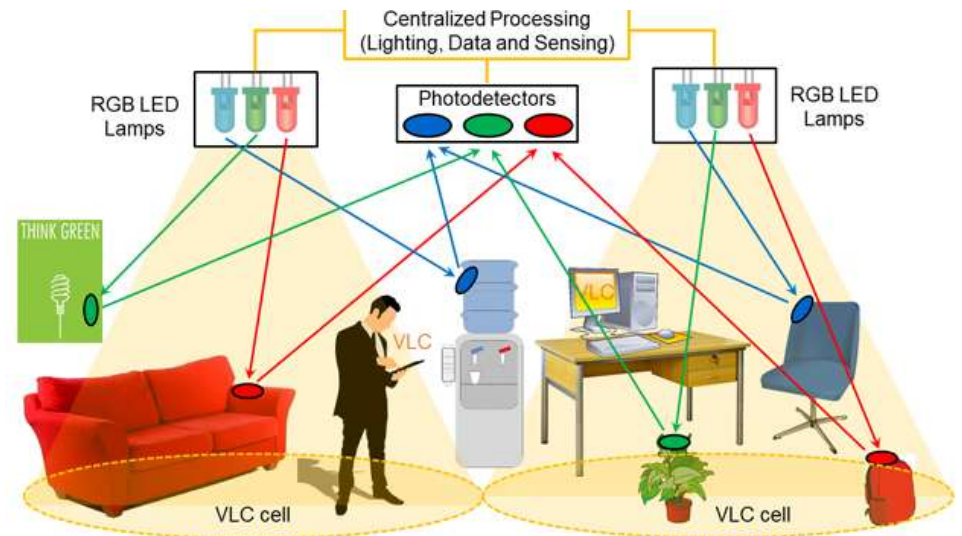 Centralized Processing
(Lighting, Data and Sensing)
RGB LED
Lamps
Photodetectors
RGB LED
Lamps
THINK GREEN
VLC
VLC
VLC cell
VLC cell